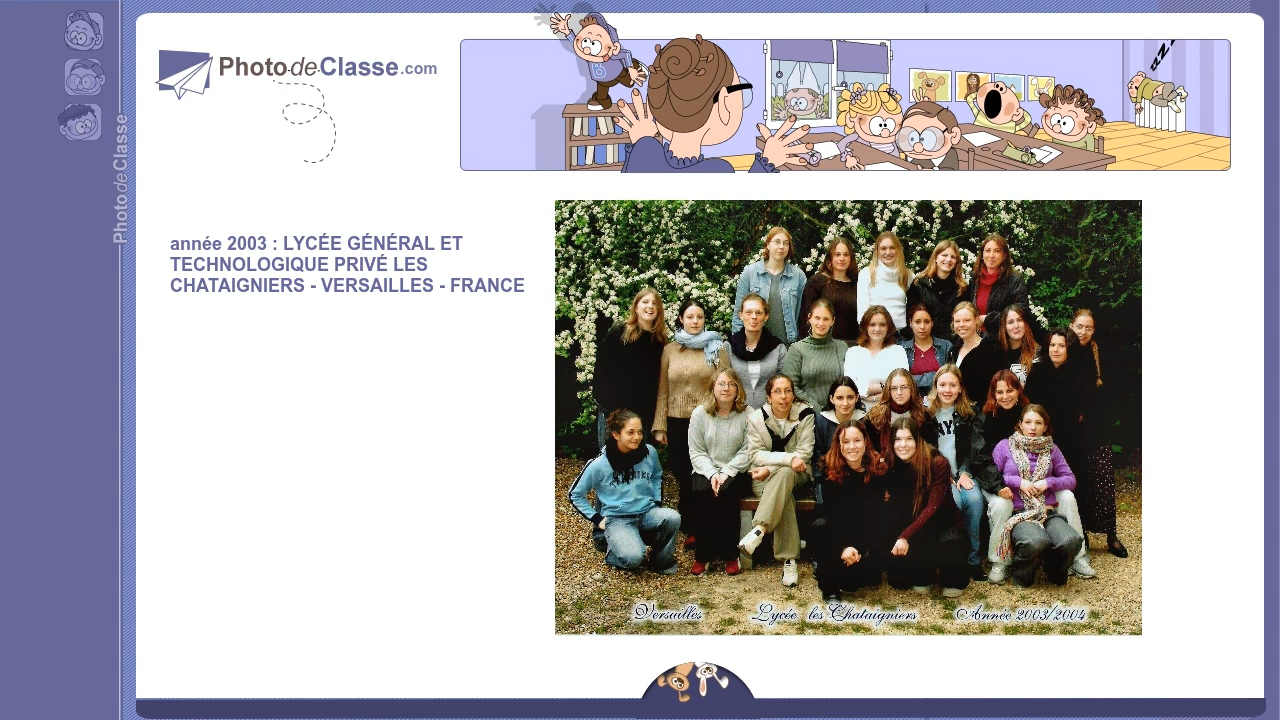 PhotodeClasse.com
PhotodeClasse
ZZZ
année 2003 : LYCÉE GÉNÉRAL ET
TECHNOLOGIQUE PRIVÉ LES
CHATAIGNIERS - VERSAILLES - FRANCE
Versailles Lycée les Chataigniers Année 2003/2004